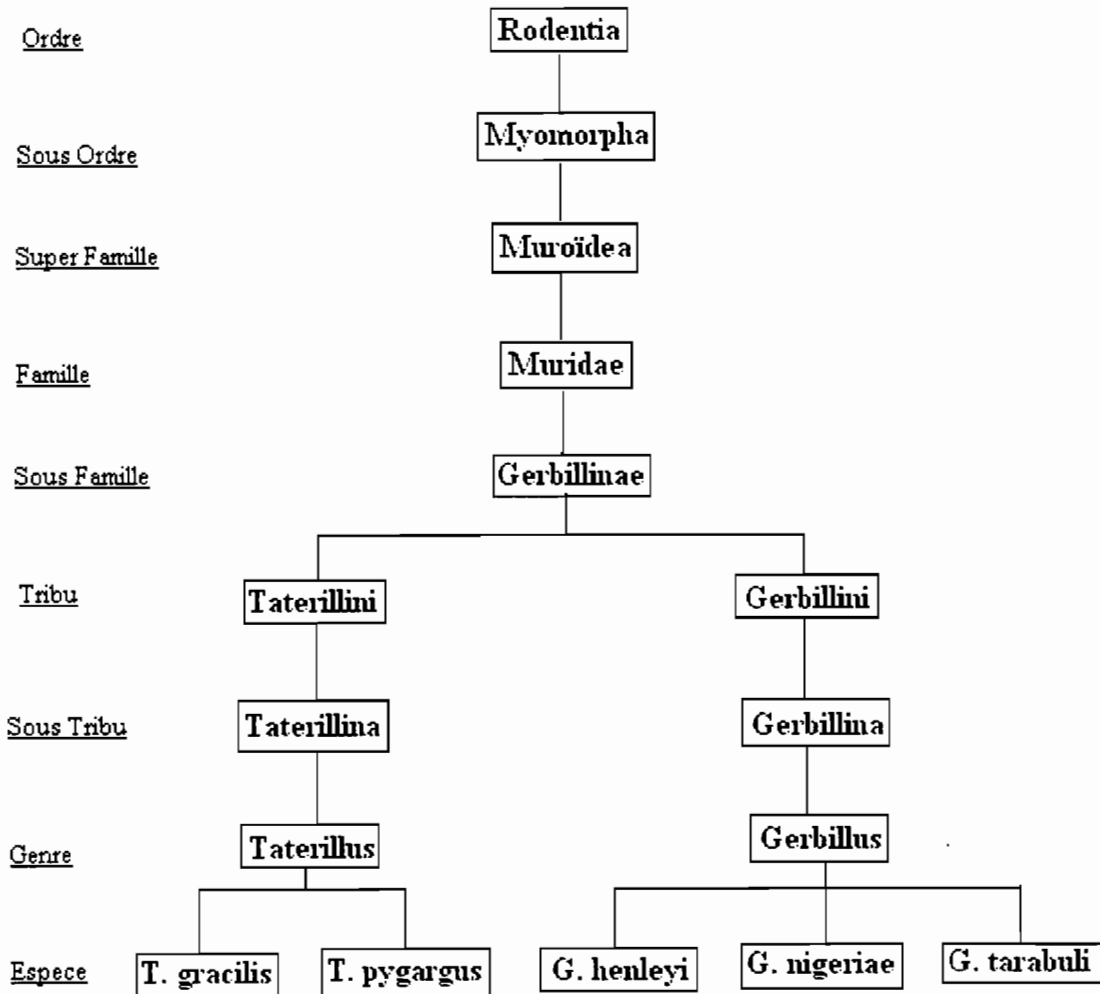 Ordre Rodentia
Sous Ordre Myomorpha
Super Famille Muroïdea
Famille Muridae
Sous Famille Gerbillinae
Tribu Taterillini Gerbillini
Sous Tribu Taterillina Gerbillina
Genre Taterillus Gerbillus
Espece T. gracilis T. pygargus G. henleyi G. nigeriae G. tarabuli